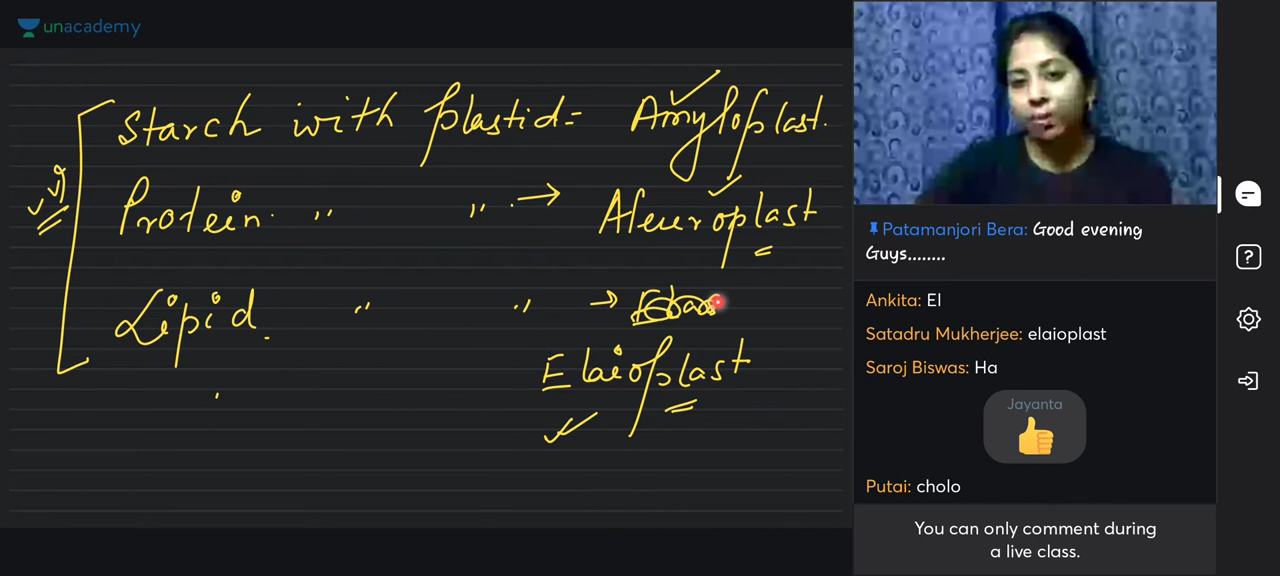 unacademy
Starch with plastid = Amyloplast.
Protein. " " . → Aleuroplast
Lipid. " " →
Elaioplast
Patamanjori Bera: Good evening
Guys........
Ankita: El
Satadru Mukherjee: elaioplast
Saroj Biswas: Ha
Jayanta
Putai: cholo
You can only comment during
a live class.